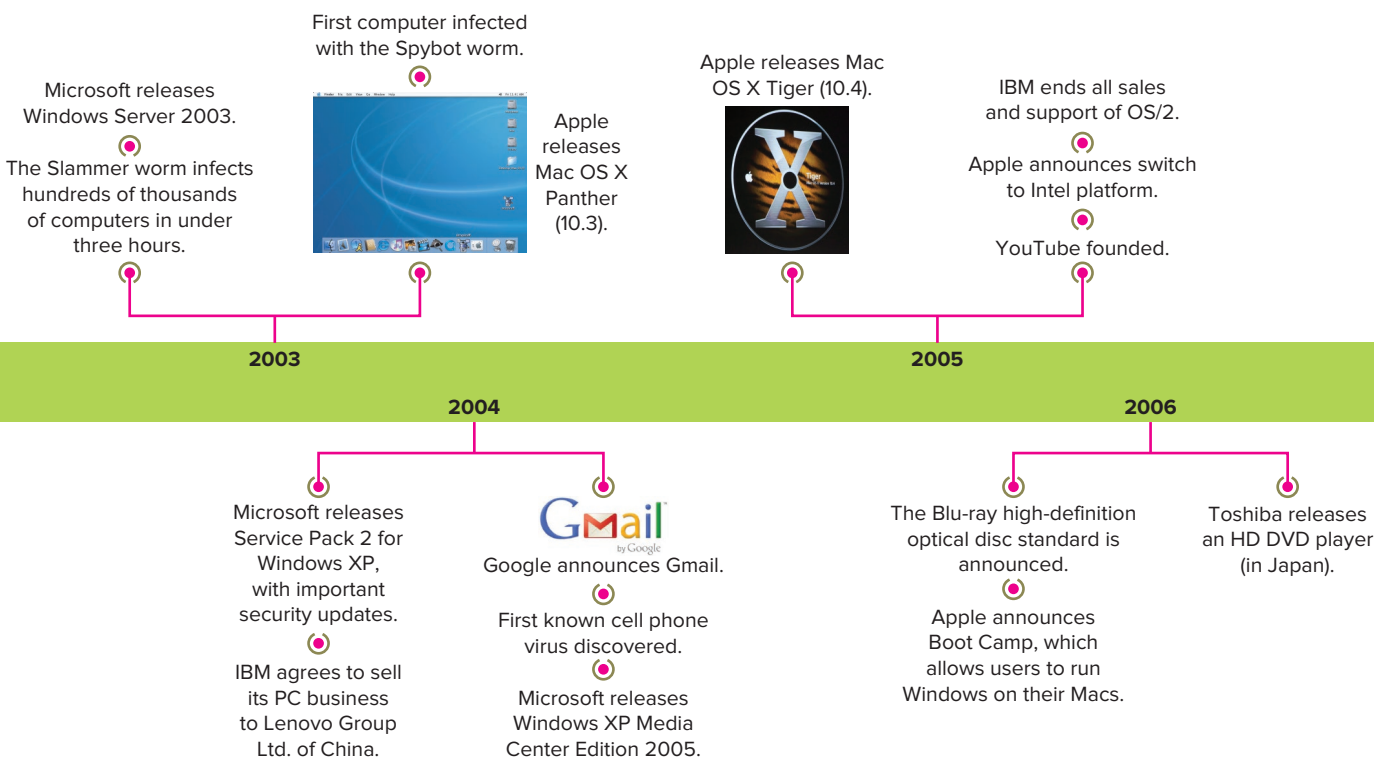 Microsoft releases
Windows Server 2003.
The Slammer worm infects
hundreds of thousands
of computers in under
three hours.
First computer infected
with the Spybot worm.
Apple
releases
Mac OS X
Panther
(10.3).
2003
Microsoft releases
Service Pack 2 for
Windows XP,
with important
security updates.
IBM agrees to sell
its PC business
to Lenovo Group
Ltd. of China.
Gmail
by Google
Google announces Gmail.
First known cell phone
virus discovered.
Microsoft releases
Windows XP Media
Center Edition 2005.
2004
Apple releases Mac
OS X Tiger (10.4).
X
Tiger
IBM ends all sales
and support of OS/2.
Apple announces switch
to Intel platform.
YouTube founded.
2005
2006
The Blu-ray high-definition
optical disc standard is
announced.
Apple announces
Boot Camp, which
allows users to run
Windows on their Macs.
Toshiba releases
an HD DVD player
(in Japan).